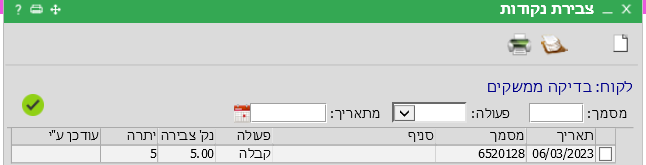 צבירת נקודות
לקוח: בדיקה ממשקים
מסמך: פעולה: מתאריך:
תאריך מסמך סניף פעולה נק' צבירה יתרה עודכן ע"י
06/03/2023 6520128 קבלה 5.00 5